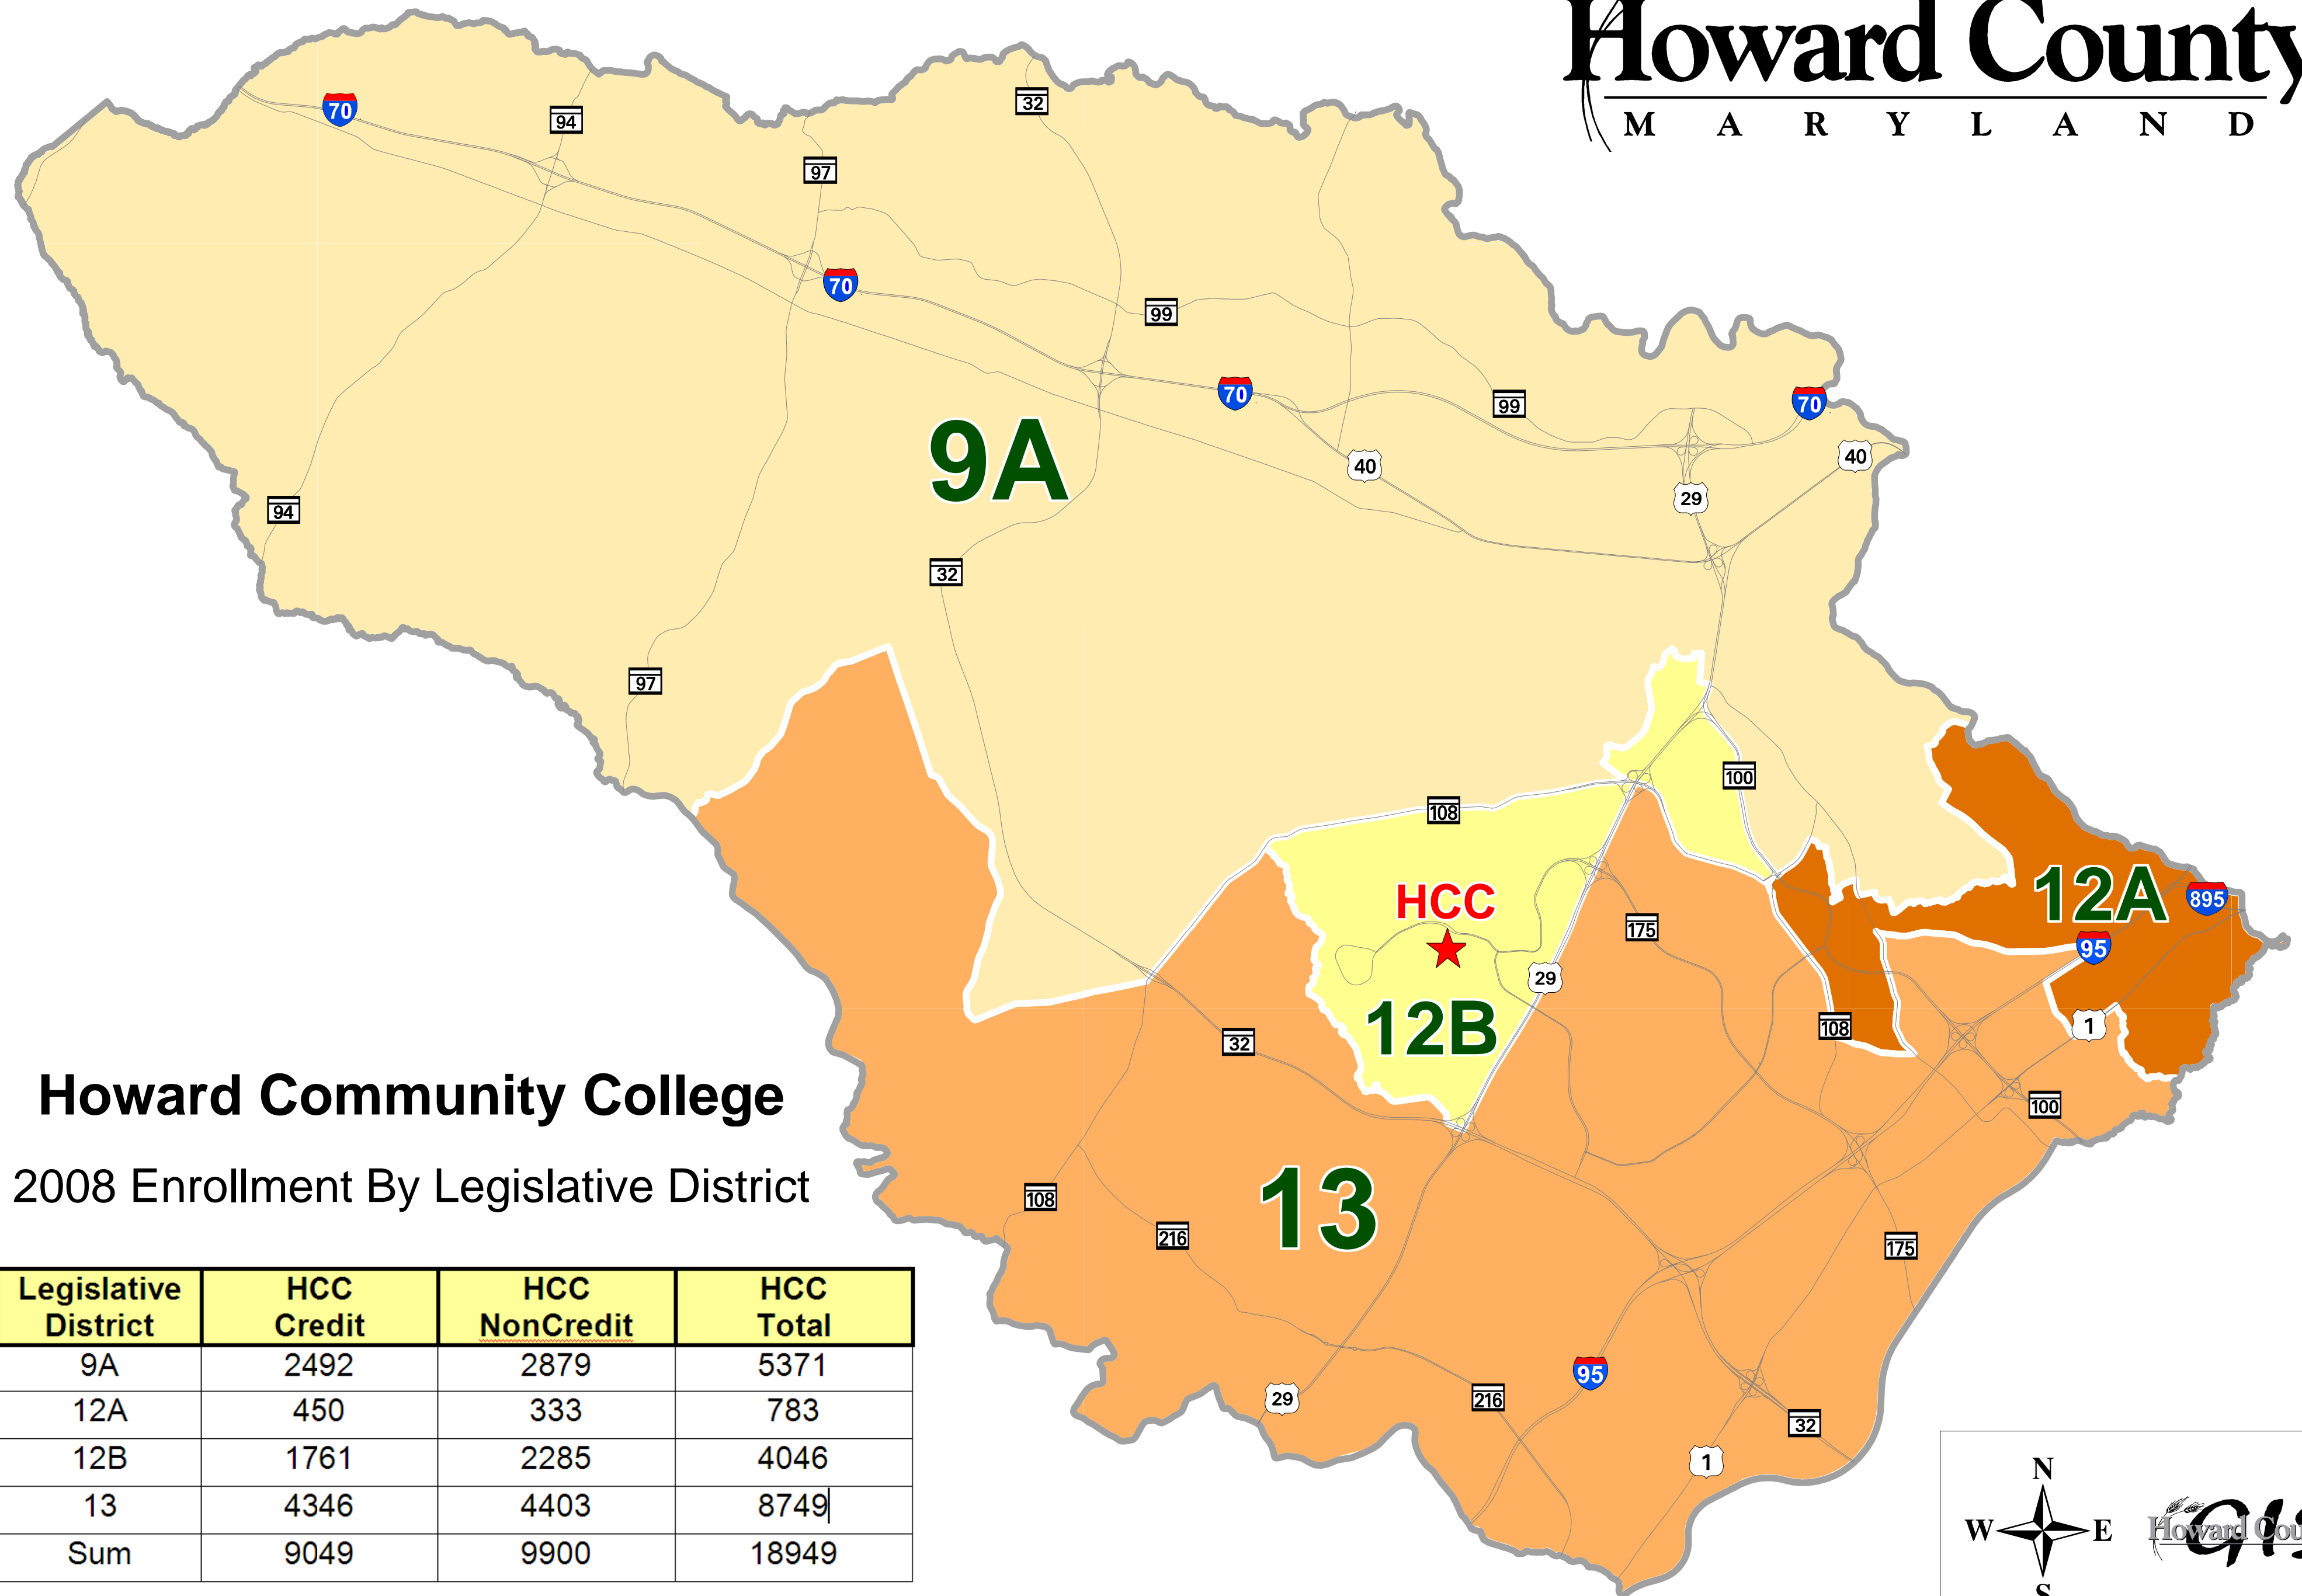 Howard County
MARYLAND
70
94
97
32
70
99
70
99
70
40
40
29
94
9A
32
97
100
108
12A
895
HCC
175
95
29
12B
108
1
32
100
Howard Community College
2008 Enrollment By Legislative District
108
13
216
175
95
29
216
32
1
Legislative District HCC Credit HCC NonCredit HCC Total
9A 2492 2879 5371
12A 450 333 783
12B 1761 2285 4046
13 4346 4403 8749
Sum 9049 9900 18949
N
W E
S